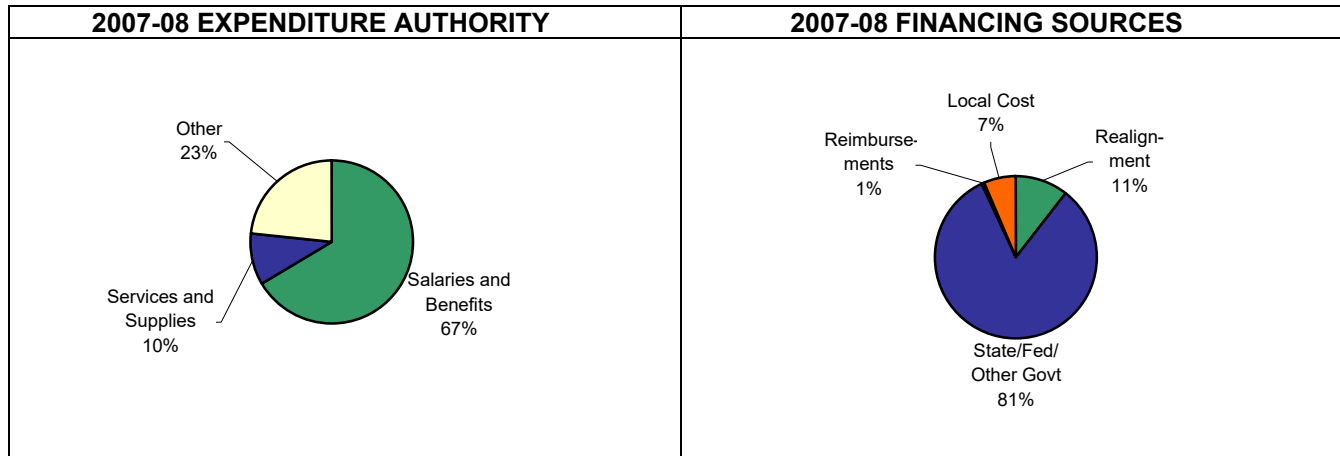 2007-08 EXPENDITURE AUTHORITY
Other
23%
Services and
Supplies
10%
Salaries and
Benefits
67%
2007-08 FINANCING SOURCES
Local Cost
7%
Reimburse-
ments
1%
Realign-
ment
11%
State/Fed/
Other Govt
81%